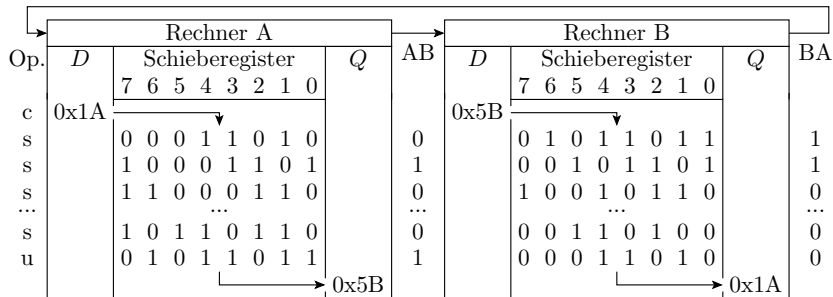 Rechner A Rechner B
Op. D Schieberegister Q AB D Schieberegister Q BA
7 6 5 4 3 2 1 0 7 6 5 4 3 2 1 0
c 0x1A 0x5B
s 0 0 0 1 1 0 1 0 0 0 1 0 1 1 0 1 1 1
s 1 0 0 0 1 1 0 1 1 0 0 1 0 1 1 0 1 1
s 1 1 0 0 0 1 1 0 0 1 0 0 1 0 1 1 0 0
... ... ... ... ...
s 1 0 1 1 0 1 1 0 0 0 0 1 1 0 1 0 0 0
u 0 1 0 1 1 0 1 1 1 0 0 0 1 1 0 1 0 0
0x5B 0x1A